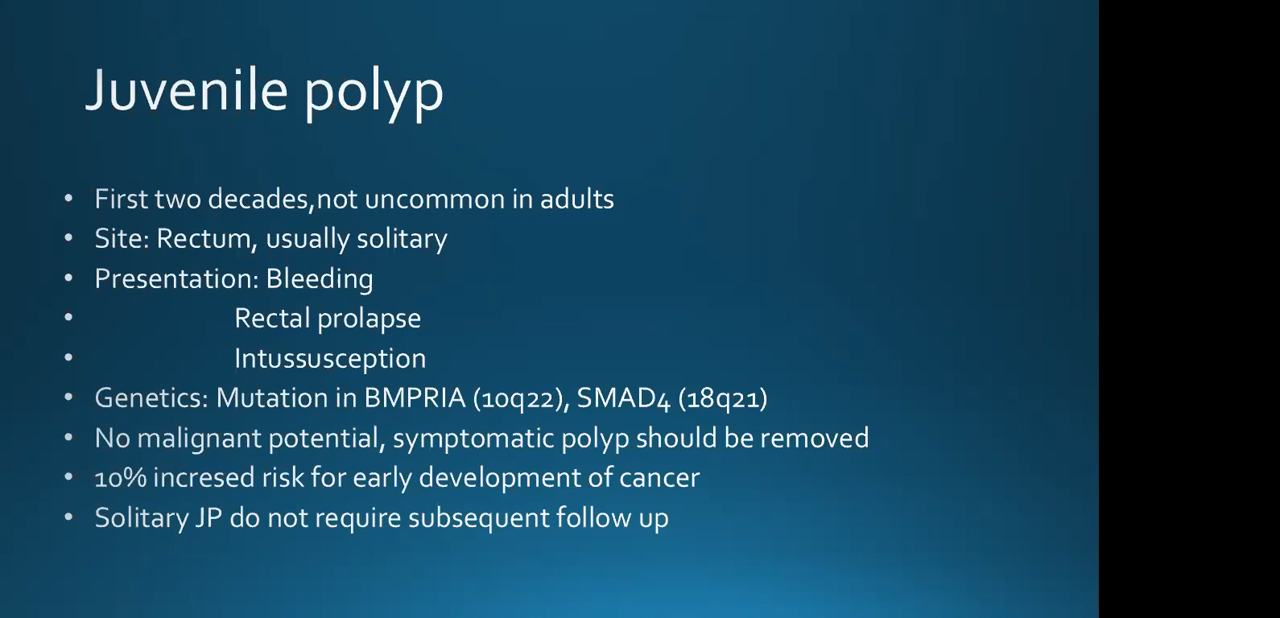 Juvenile polyp
• First two decades,not uncommon in adults
• Site: Rectum, usually solitary
• Presentation: Bleeding
• Rectal prolapse
• Intussusception
• Genetics: Mutation in BMPRIA (10q22), SMAD4 (18q21)
• No malignant potential, symptomatic polyp should be removed
• 10% incresed risk for early development of cancer
• Solitary JP do not require subsequent follow up